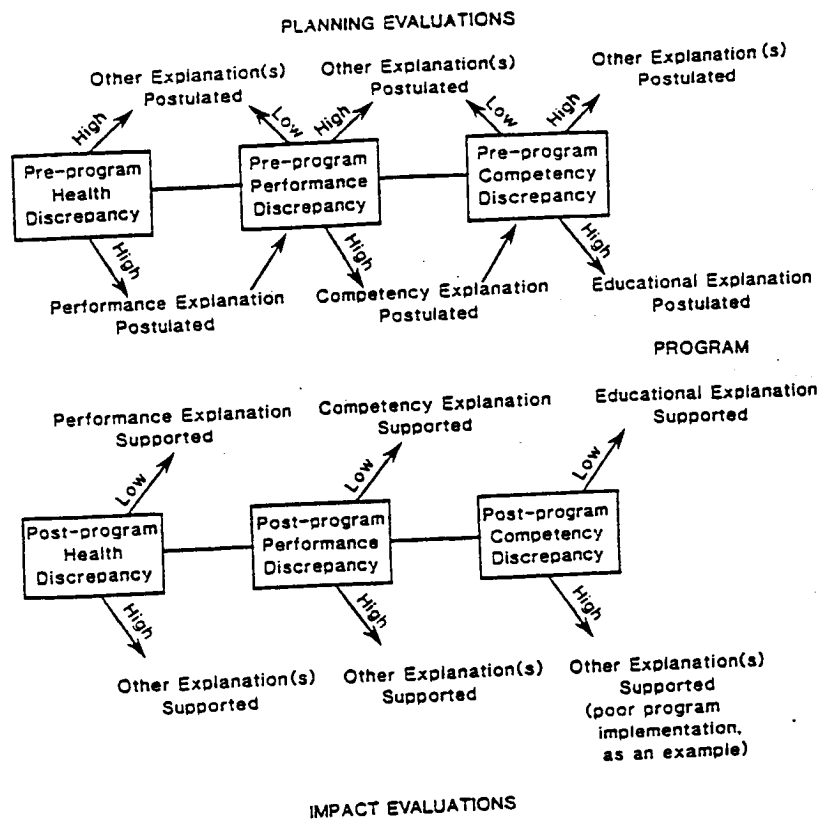 PLANNING EVALUATIONS
Other Explanation(s)
Postulated
Other Explanation(s)
Postulated
Other Explanation(s)
Postulated
High
Low
High
Low
High
Pre-program
Health
Discrepancy
Pre-program
Performance
Discrepancy
Pre-program
Competency
Discrepancy
High
High
High
Performance Explanation
Postulated
Competency Explanation
Postulated
Educational Explanation
Postulated
PROGRAM
Performance Explanation
Supported
Competency Explanation
Supported
Educational Explanation
Supported
Low
Low
Low
Post-program
Health
Discrepancy
Post-program
Performance
Discrepancy
Post-program
Competency
Discrepancy
High
High
High
Other Explanation(s)
Supported
Other Explanation(s)
Supported
Other Explanation(s)
Supported
(poor program
implementation,
as an example)
IMPACT EVALUATIONS